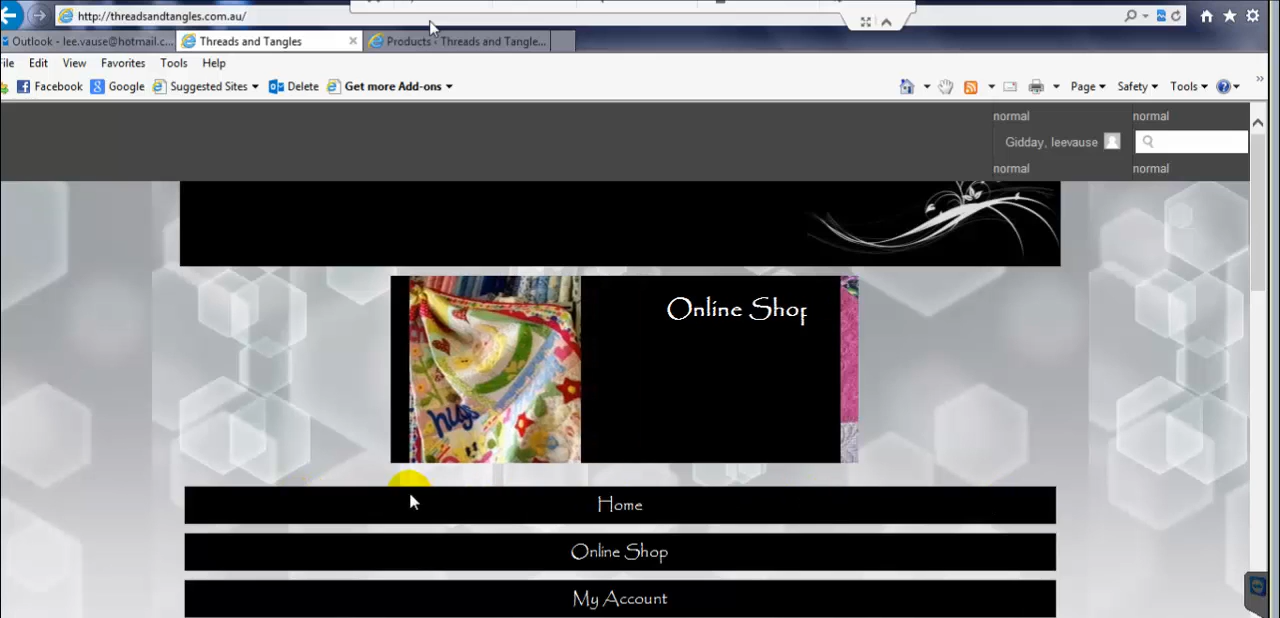 http://threadsandtangles.com.au/
Outlook - lee.vause@hotmail.c... Threads and Tangles Products ‹ Threads and Tangle...
ile Edit View Favorites Tools Help
Facebook Google Suggested Sites Delete Get more Add-ons Page Safety Tools
normal normal
Gidday, leevause
normal normal
Online Shop
hugs
Home
Online Shop
My Account